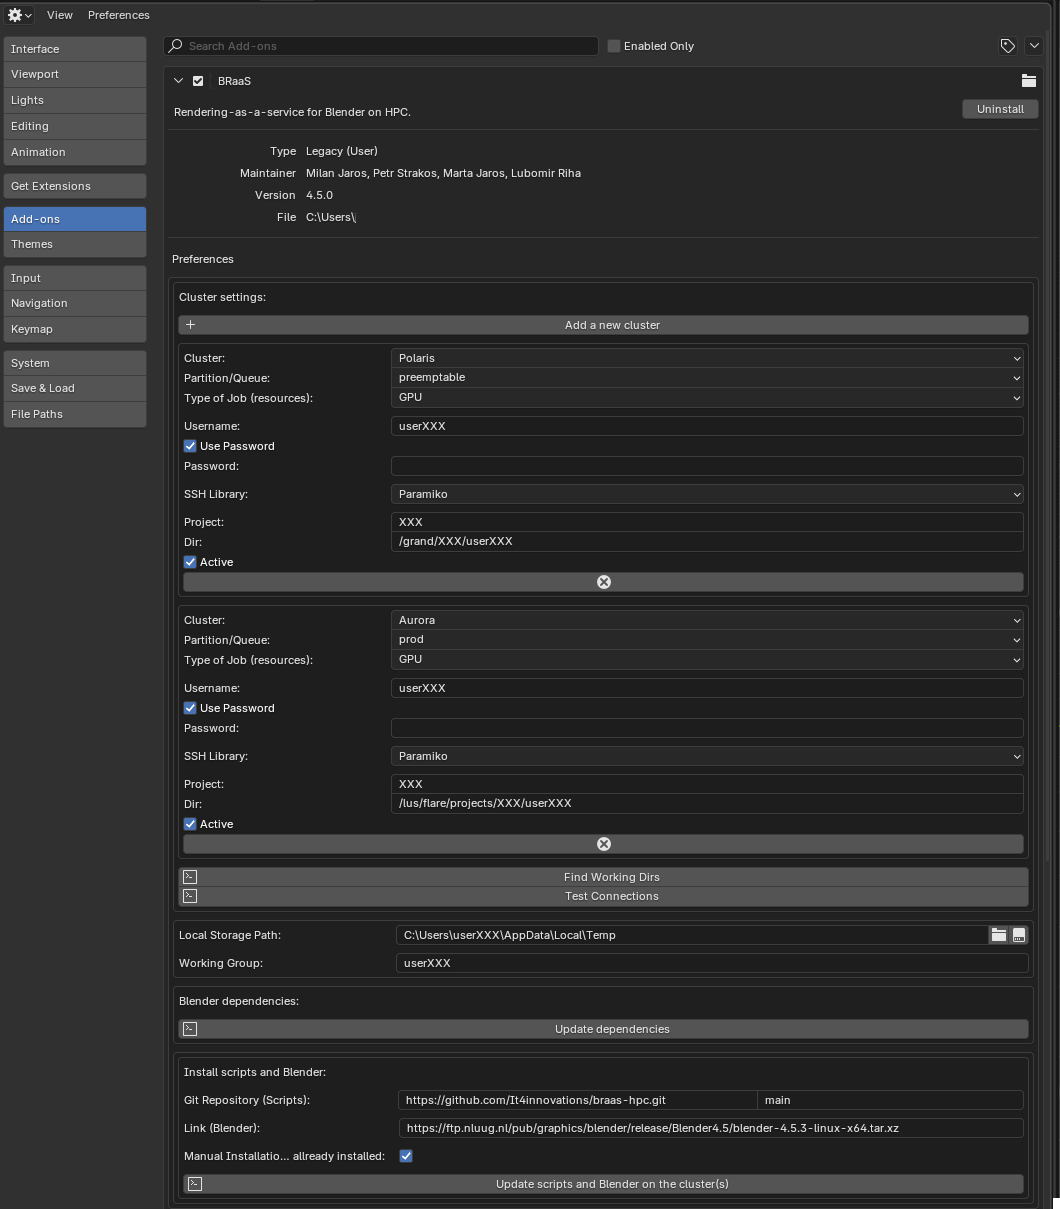 View Preferences
Interface
Viewport
Lights
Editing
Animation
Get Extensions
Add-ons
Themes
Input
Navigation
Keymap
System
Save & Load
File Paths
Search Add-ons Enabled Only
BRaaS
Rendering-as-a-service for Blender on HPC. Uninstall
Type Legacy (User)
Maintainer Milan Jaros, Petr Strakos, Marta Jaros, Lubomir Riha
Version 4.5.0
File C:\Users\
Preferences
Cluster settings:
Add a new cluster
Cluster: Polaris
Partition/Queue: preemptable
Type of Job (resources): GPU
Username: userXXX
Use Password
Password:
SSH Library: Paramiko
Project: XXX
Dir: /grand/XXX/userXXX
Active
Cluster: Aurora
Partition/Queue: prod
Type of Job (resources): GPU
Username: userXXX
Use Password
Password:
SSH Library: Paramiko
Project: XXX
Dir: /lus/flare/projects/XXX/userXXX
Active
Find Working Dirs
Test Connections
Local Storage Path: C:\Users\userXXX\AppData\Local\Temp
Working Group: userXXX
Blender dependencies:
Update dependencies
Install scripts and Blender:
Git Repository (Scripts): https://github.com/It4innovations/braas-hpc.git main
Link (Blender): https://ftp.nluug.nl/pub/graphics/blender/release/Blender4.5/blender-4.5.3-linux-x64.tar.xz
Manual Installatio... allready installed:
Update scripts and Blender on the cluster(s)